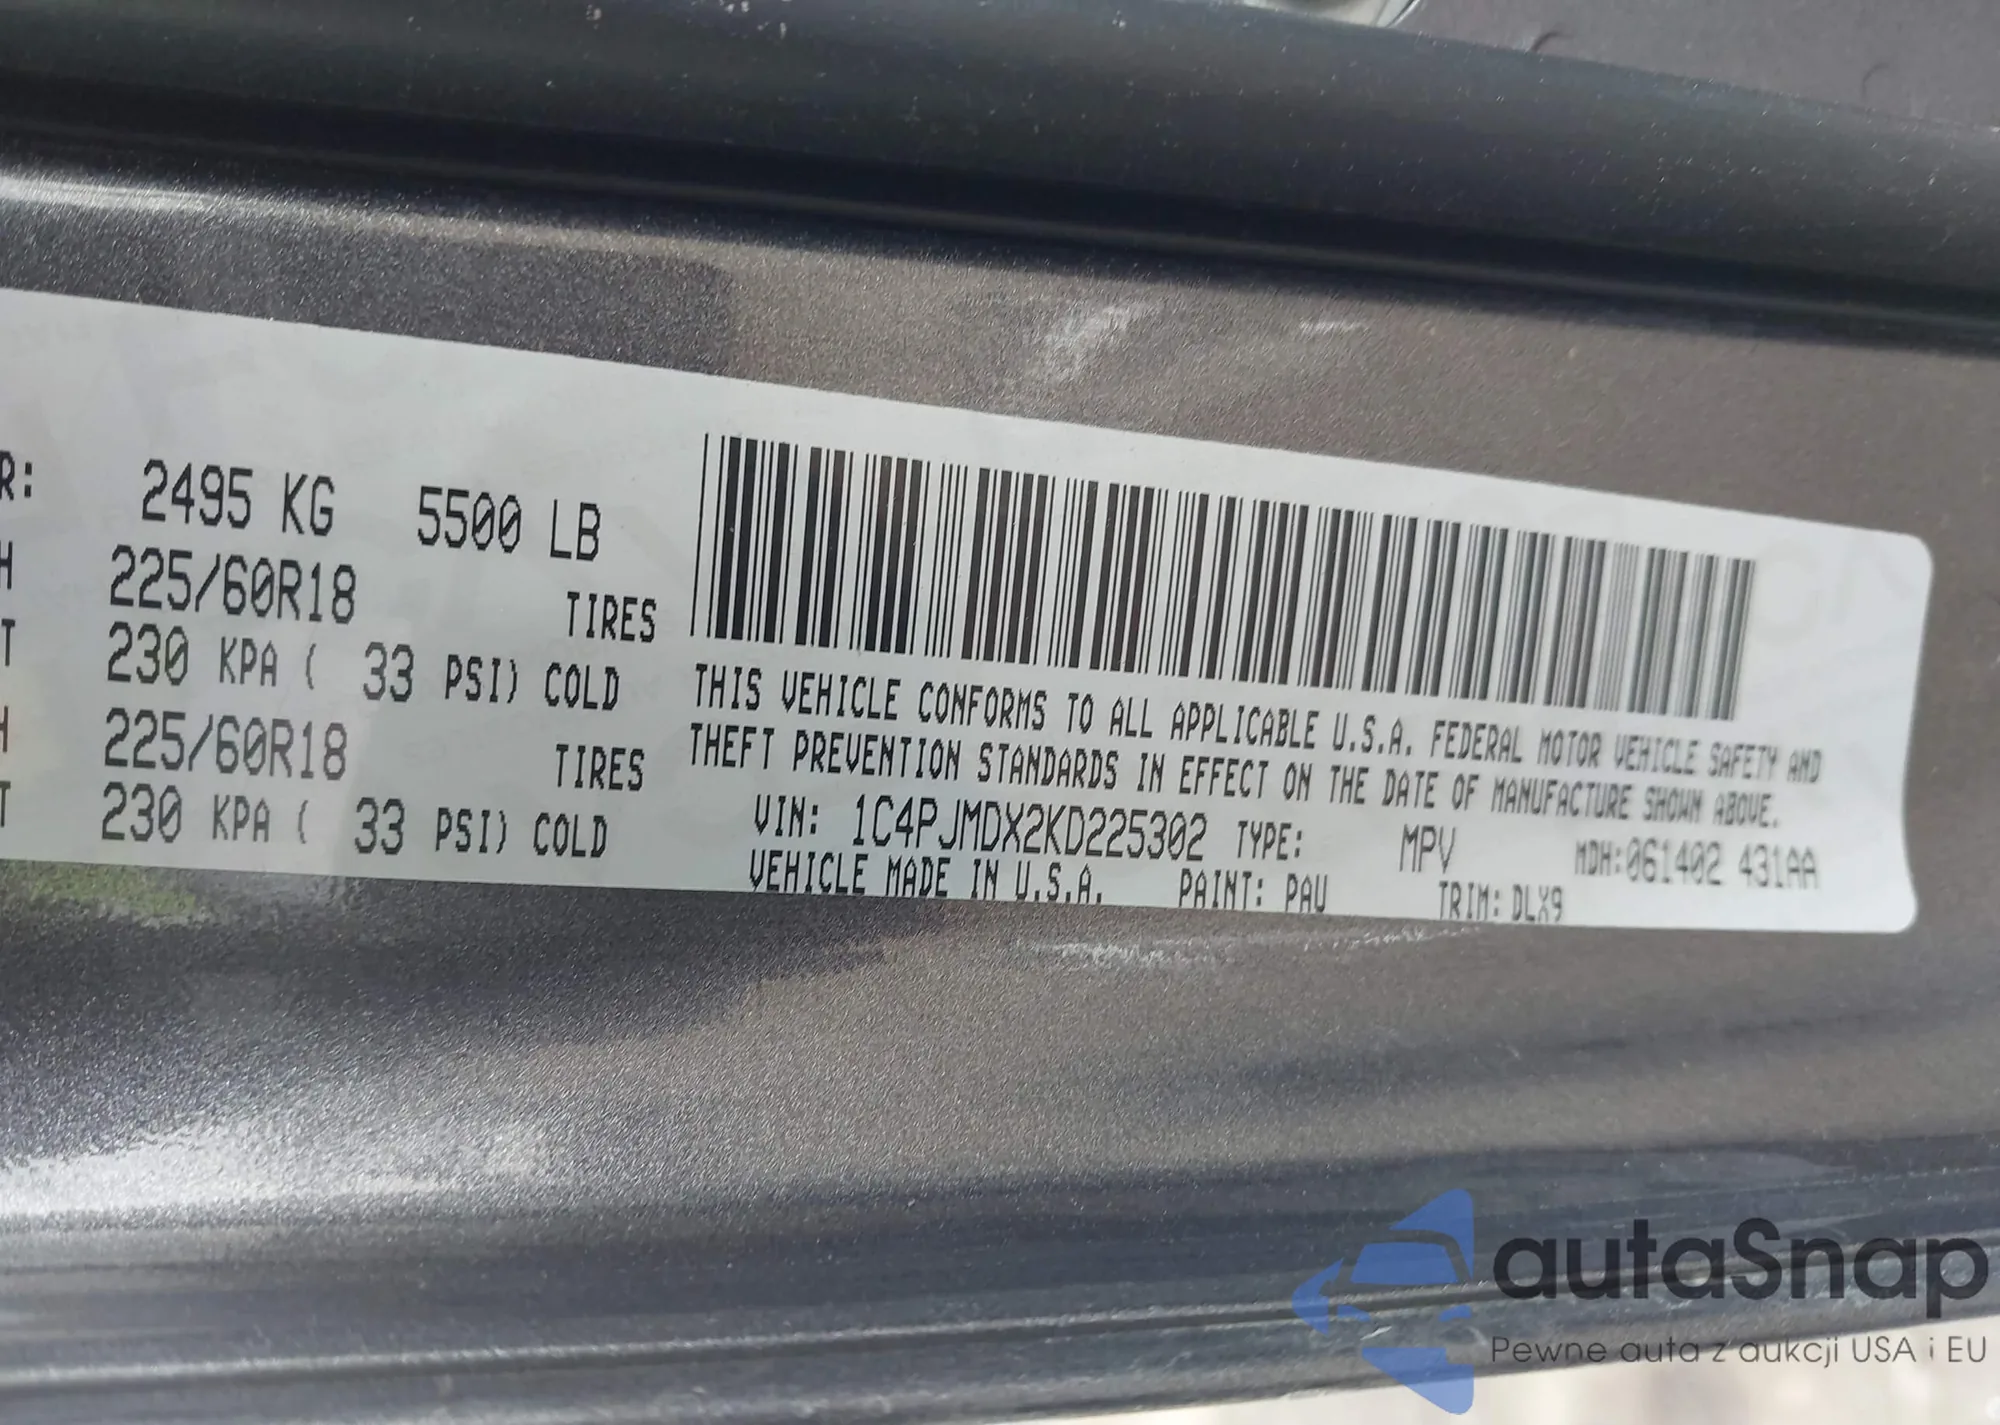 R: 2495 KG 5500 LB
H 225/60R18 TIRES
T 230 KPA ( 33 PSI) COLD
H 225/60R18 TIRES
T 230 KPA ( 33 PSI) COLD
THIS VEHICLE CONFORMS TO ALL APPLICABLE U.S.A. FEDERAL MOTOR VEHICLE SAFETY AND
THEFT PREVENTION STANDARDS IN EFFECT ON THE DATE OF MANUFACTURE SHOWN ABOVE.
VIN: 1C4PJMDX2KD225302 TYPE: MPV MDH:061402 431AA
VEHICLE MADE IN U.S.A. PAINT: PAU TRIM: DLX9
autaSnap
Pewne auta z aukcji USA i EU